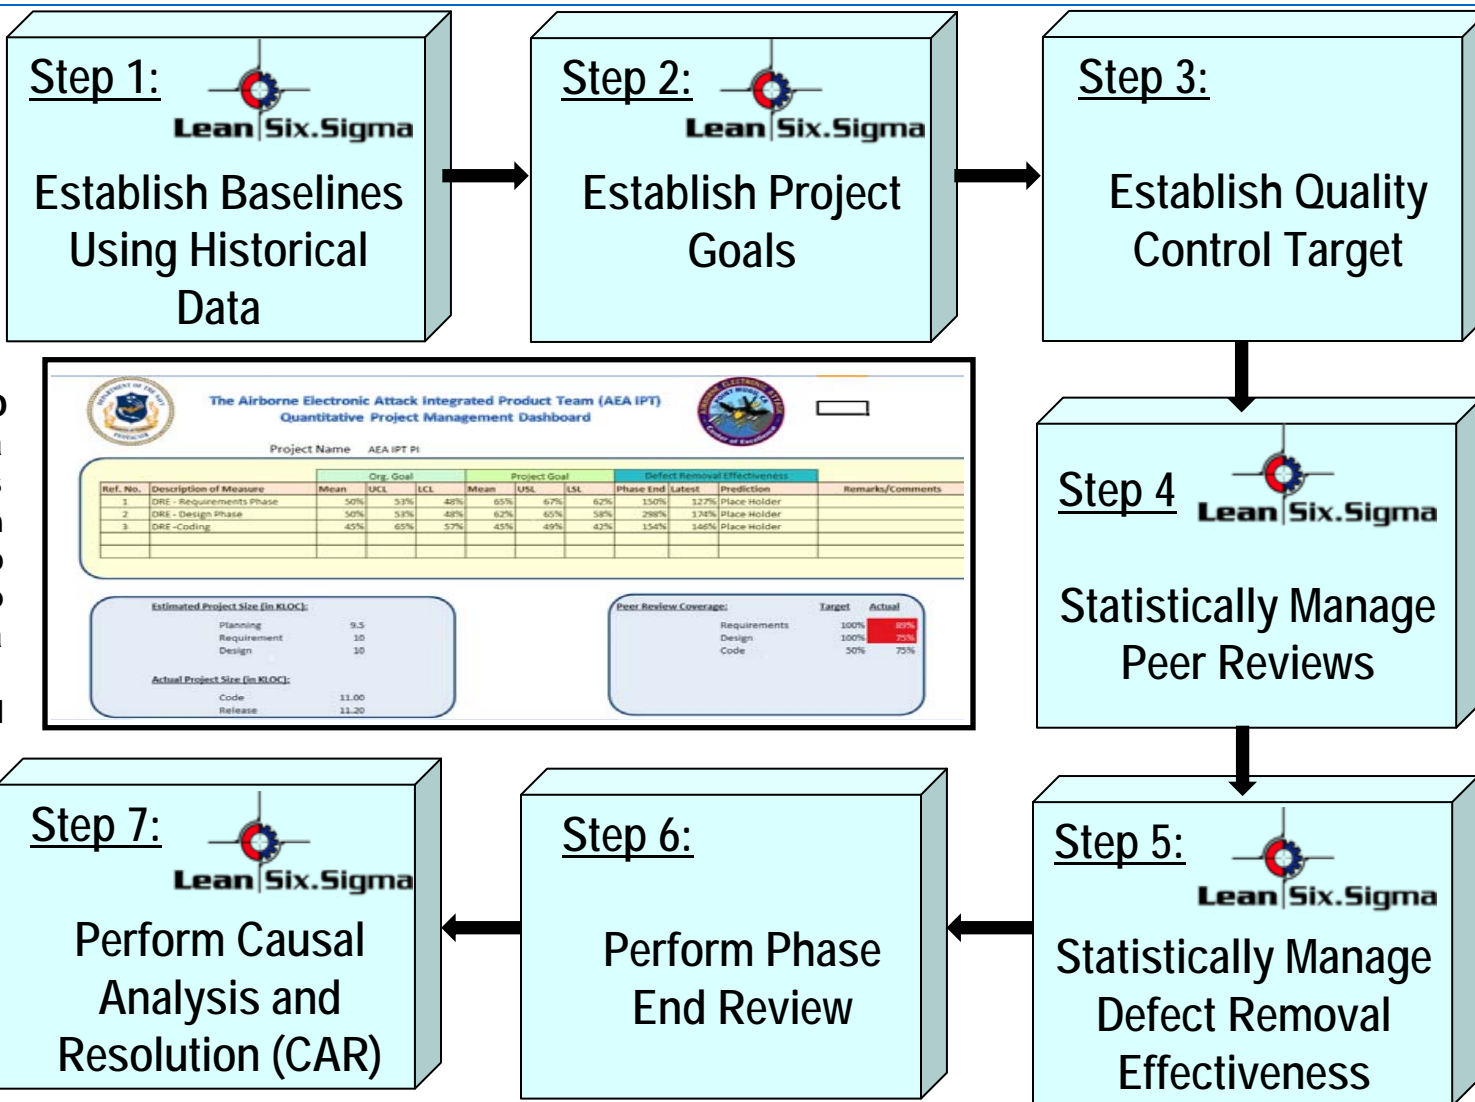 Step 1:
Lean Six.Sigma
Establish Baselines
Using Historical
Data
Step 2:
Lean Six.Sigma
Establish Project
Goals
Step 3:
Establish Quality
Control Target
The Airborne Electronic Attack Integrated Product Team (AEA IPT)
Quantitative Project Management Dashboard
Project Name AEA IPT PI
Org. Goal Project Goal Defect Removal Effectiveness
Ref. No. Description of Measure Mean UCL LCL Mean USL LSL Phase End Latest Prediction Remarks/Comments
1 DRE - Requirements Phase 50% 53% 48% 65% 67% 62% 150% 127% Place Holder
2 DRE - Design Phase 50% 53% 48% 62% 65% 58% 298% 174% Place Holder
3 DRE -Coding 45% 65% 57% 45% 49% 42% 154% 146% Place Holder
Estimated Project Size (in KLOC):
Planning 9.5
Requirement 10
Design 10
Actual Project Size (in KLOC):
Code 11.00
Release 11.20
Peer Review Coverage: Target Actual
Requirements 100% 89%
Design 100% 75%
Code 50% 75%
Step 4
Lean Six.Sigma
Statistically Manage
Peer Reviews
Step 5:
Lean Six.Sigma
Statistically Manage
Defect Removal
Effectiveness
Step 6:
Perform Phase
End Review
Step 7:
Lean Six.Sigma
Perform Causal
Analysis and
Resolution (CAR)